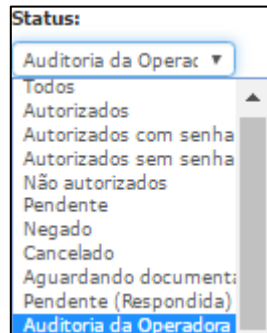 Status:
Auditoria da Operac
Todos
Autorizados
Autorizados com senha
Autorizados sem senha
Não autorizados
Pendente
Negado
Cancelado
Aguardando documenta
Pendente (Respondida)
Auditoria da Operadora